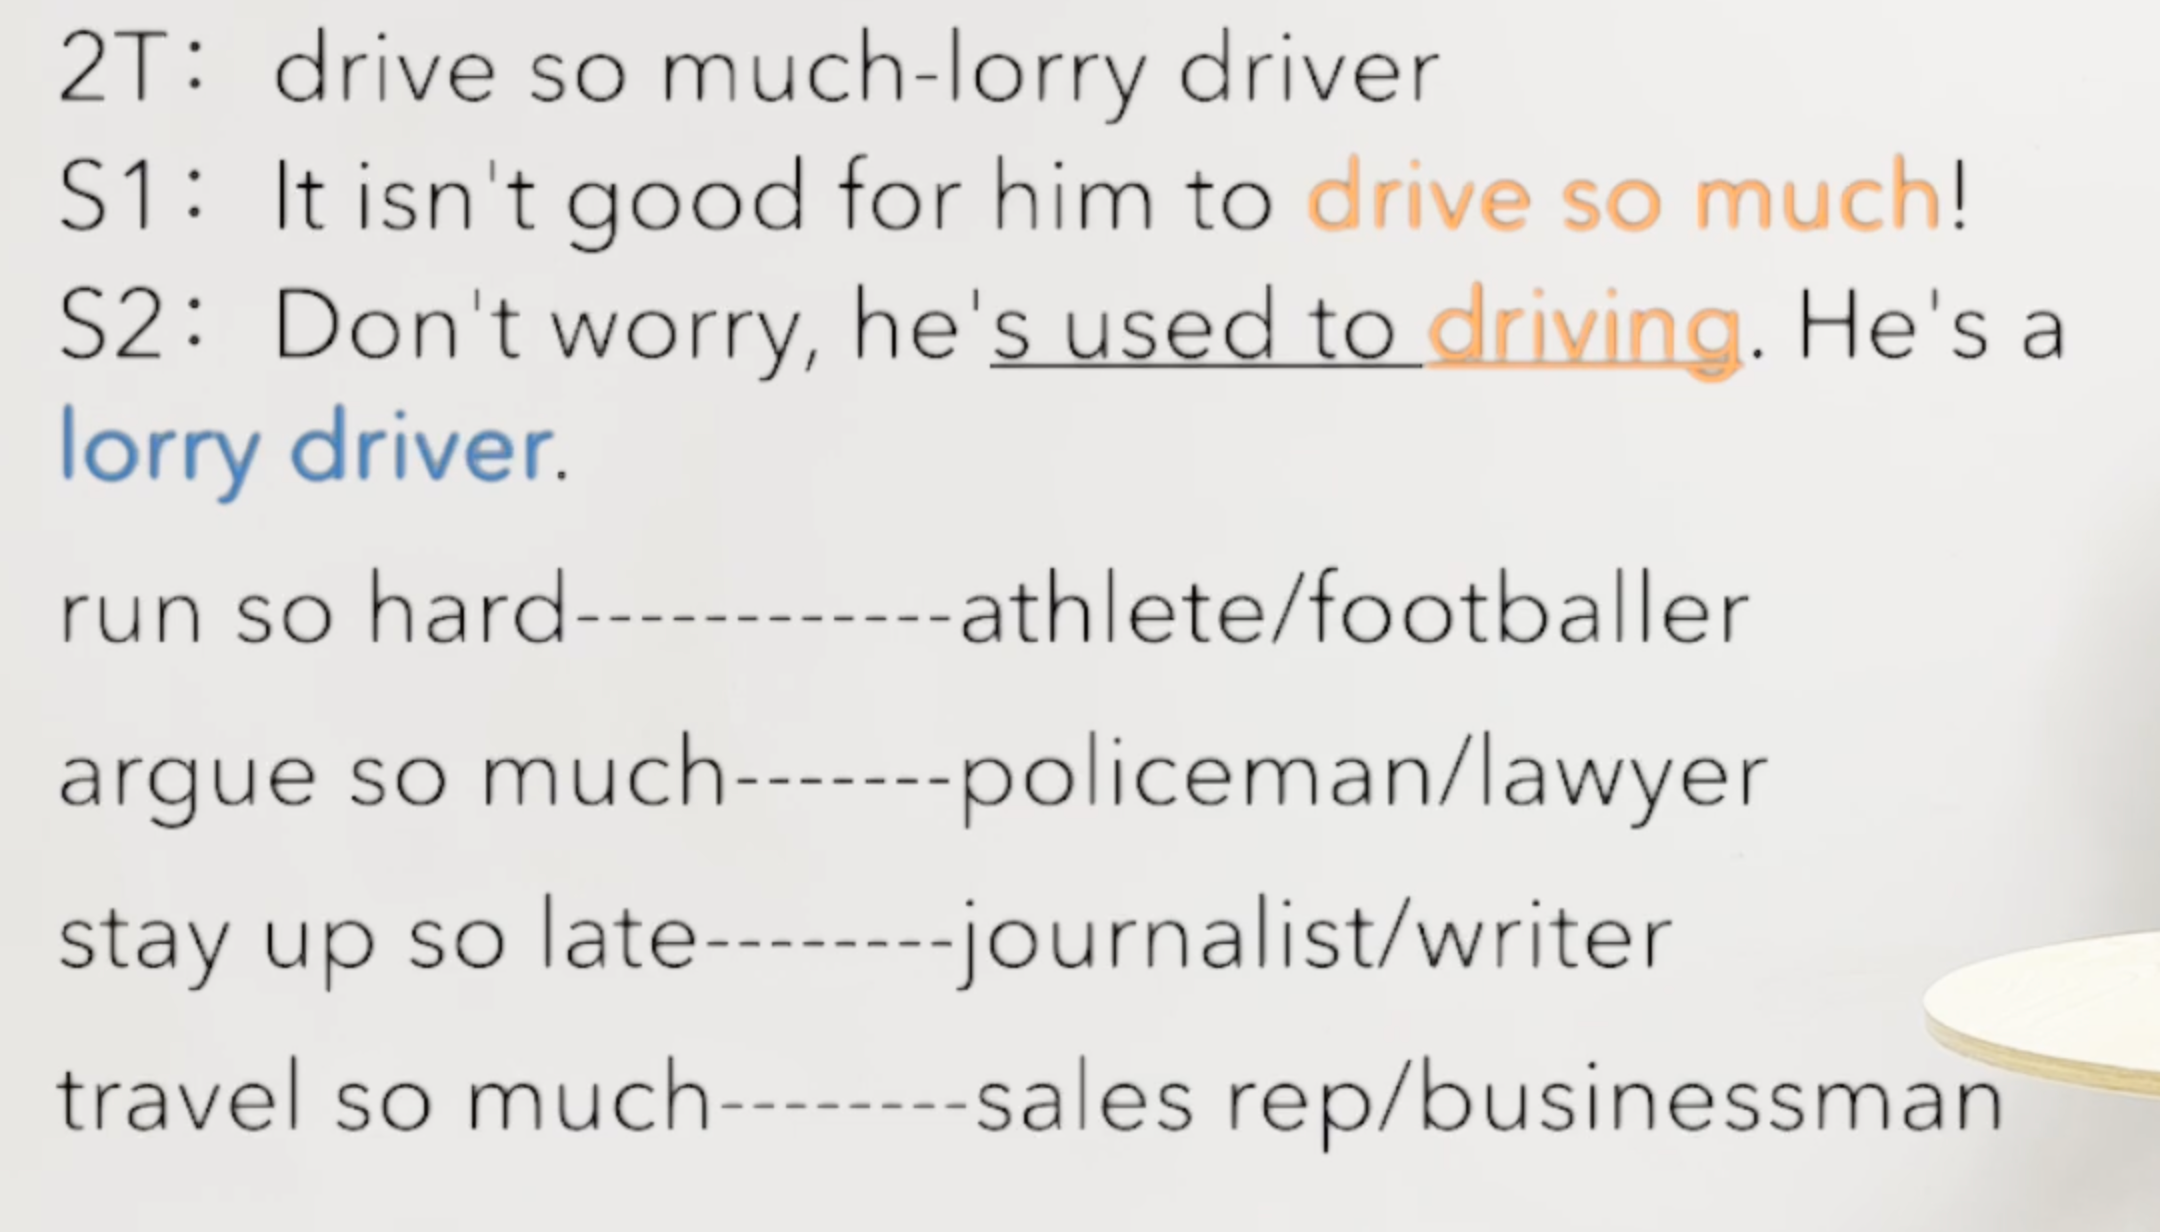 2T： drive so much-lorry driver
S1： It isn't good for him to drive so much!
S2： Don't worry, he's used to driving. He's a
lorry driver.
run so hard------------athlete/footballer
argue so much-------policeman/lawyer
stay up so late--------journalist/writer
travel so much--------sales rep/businessman